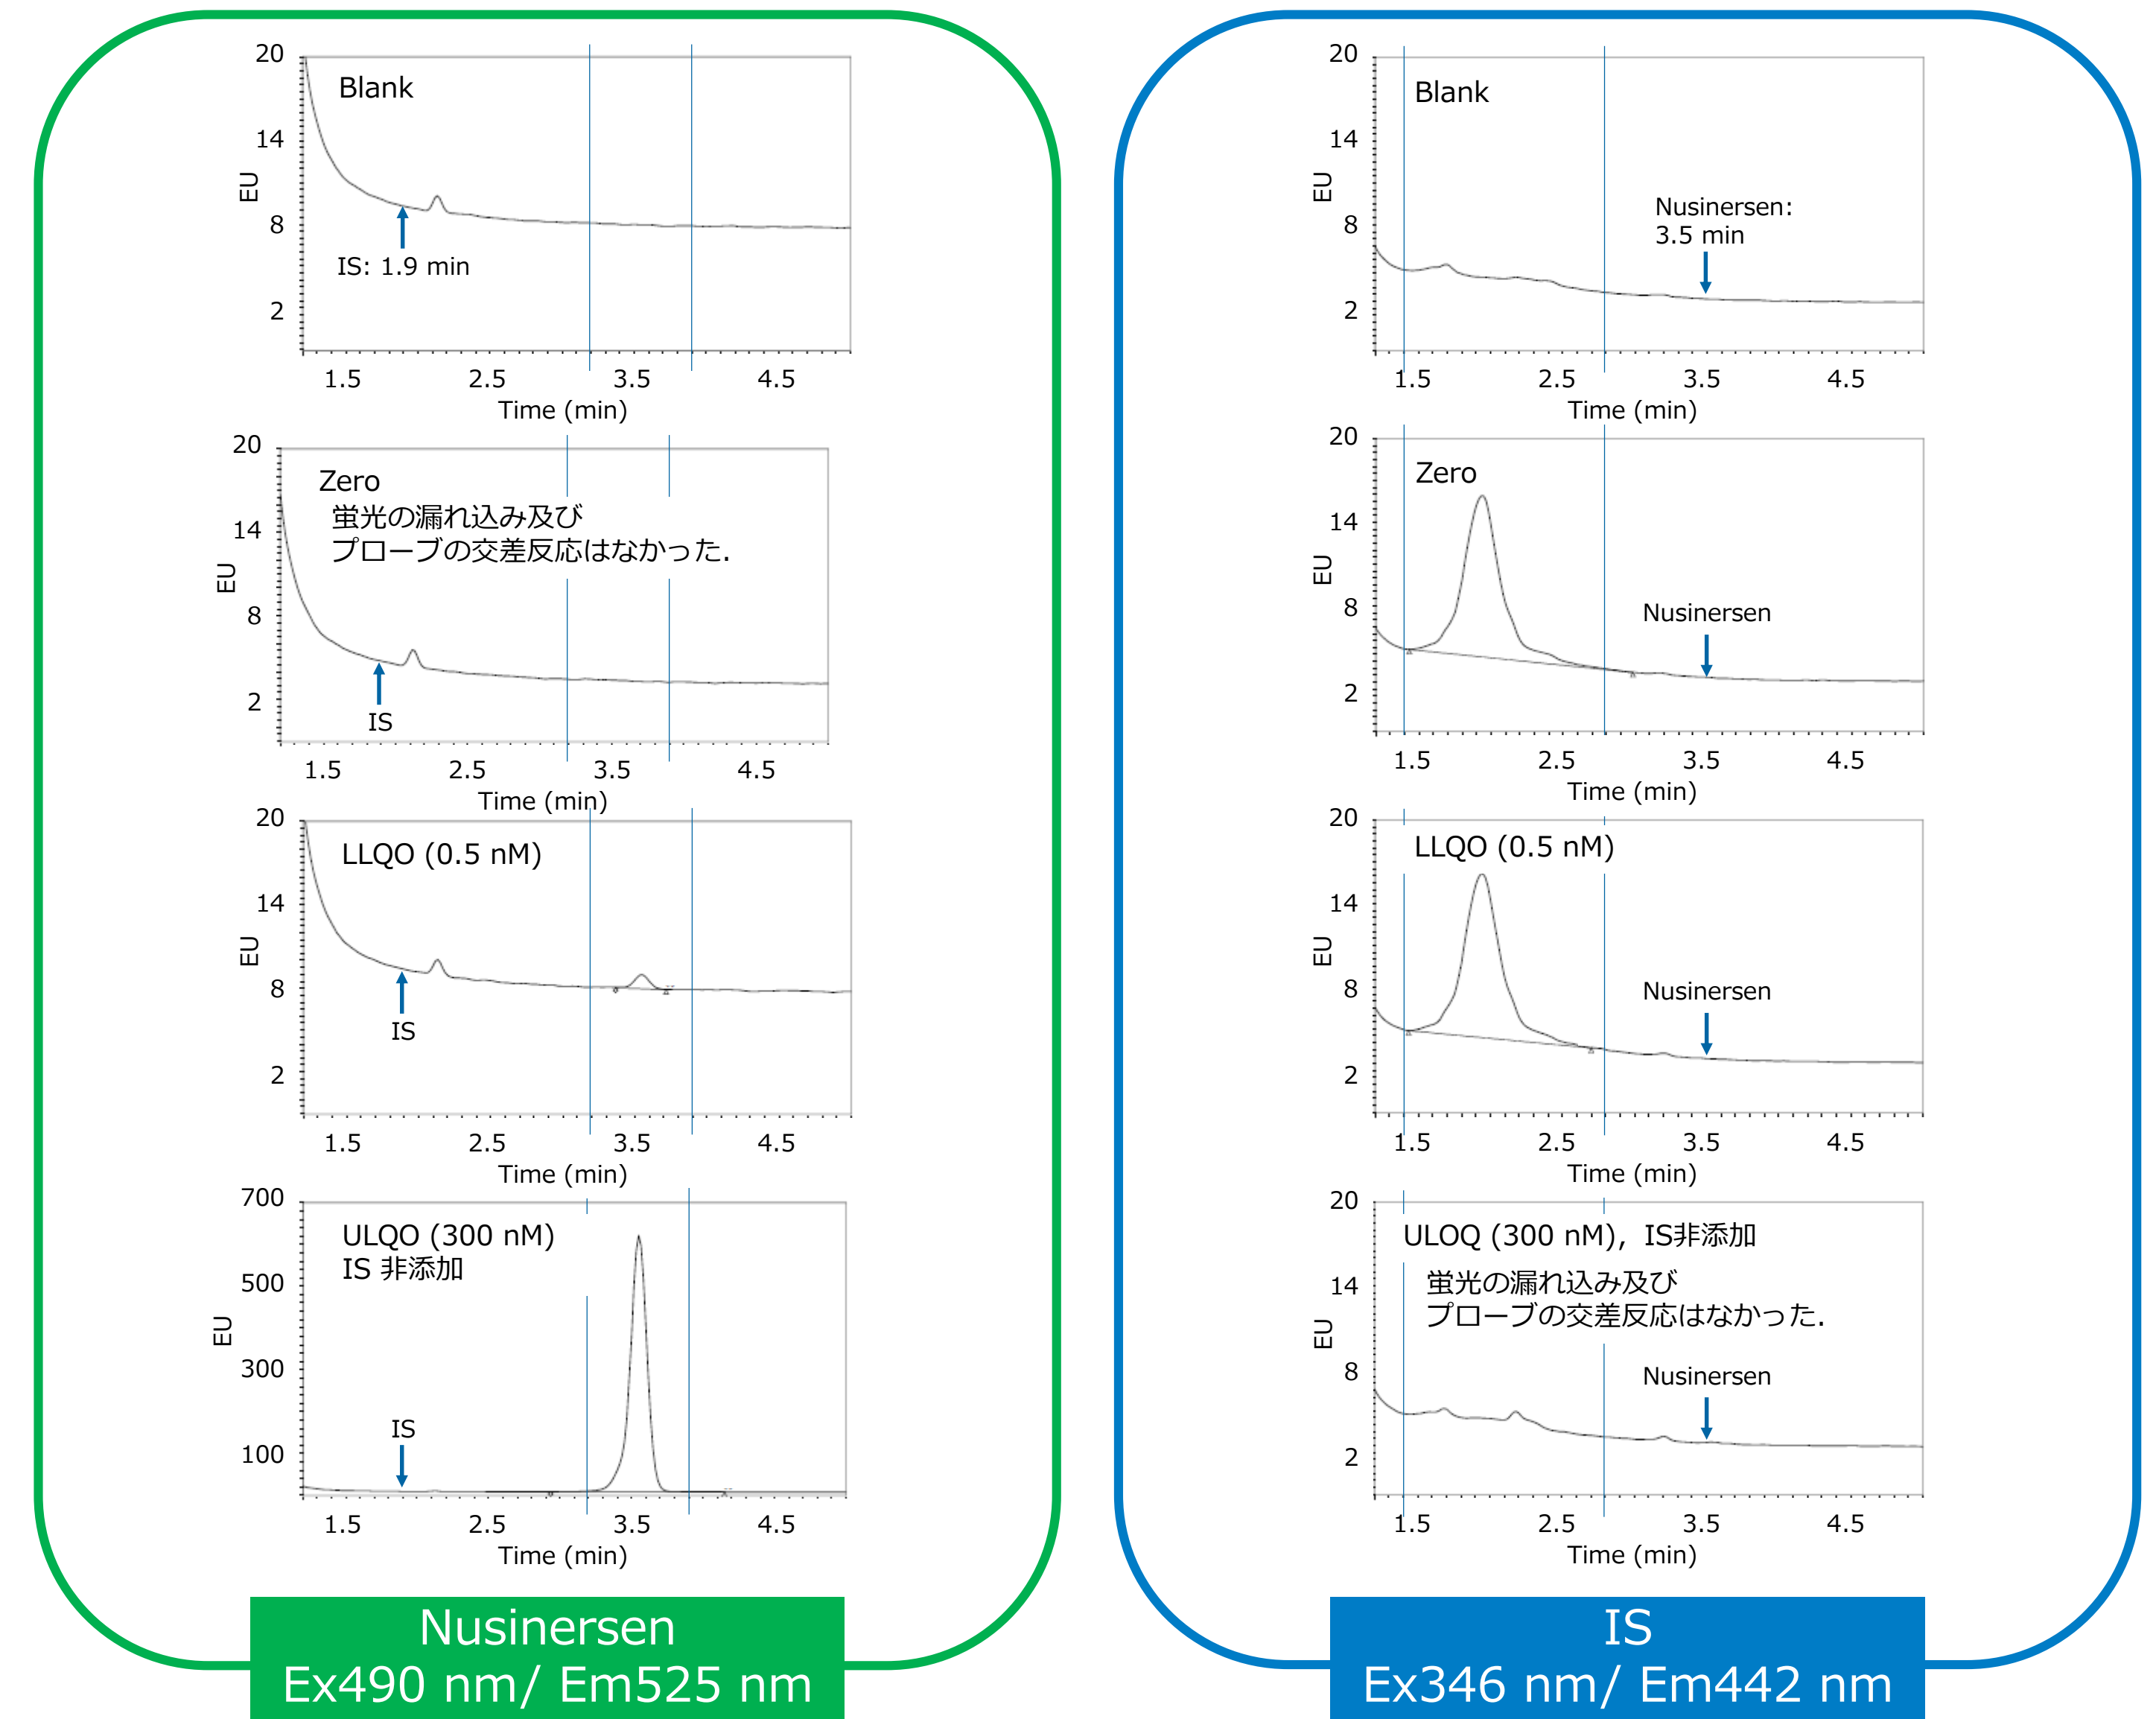 20
Blank
14
EU
8
IS: 1.9 min
2
1.5 2.5 3.5 4.5
Time (min)
20
Zero
蛍光の漏れ込み及び
プローブの交差反応はなかった.
14
EU
8
2
IS
1.5 2.5 3.5 4.5
Time (min)
20
LLQO (0.5 nM)
14
EU
8
IS
2
1.5 2.5 3.5 4.5
Time (min)
700
ULQO (300 nM)
IS 非添加
500
EU
300
IS
100
1.5 2.5 3.5 4.5
Time (min)
Nusinersen
Ex490 nm/ Em525 nm
20
Blank
14
EU
Nusinersen:
3.5 min
8
2
1.5 2.5 3.5 4.5
Time (min)
20
Zero
14
EU
8
Nusinersen
2
1.5 2.5 3.5 4.5
Time (min)
20
LLQO (0.5 nM)
14
EU
8
Nusinersen
2
1.5 2.5 3.5 4.5
Time (min)
20
ULOQ (300 nM), IS非添加
14
蛍光の漏れ込み及び
プローブの交差反応はなかった.
EU
8
Nusinersen
2
1.5 2.5 3.5 4.5
Time (min)
IS
Ex346 nm/ Em442 nm